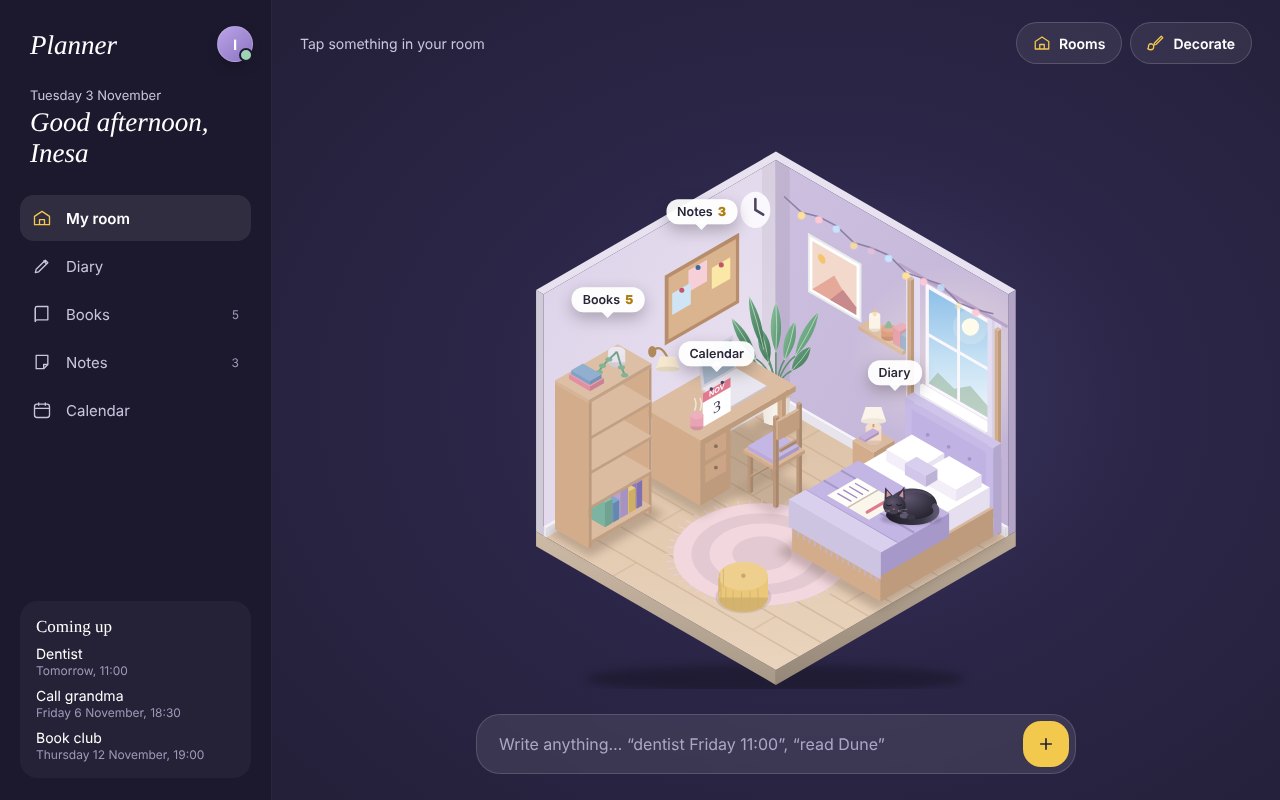 Planner
I
Tuesday 3 November
Good afternoon,
Inesa
My room
Diary
Books 5
Notes 3
Calendar
Coming up
Dentist
Tomorrow, 11:00
Call grandma
Friday 6 November, 18:30
Book club
Thursday 12 November, 19:00
Tap something in your room
Rooms
Decorate
Notes 3
Books 5
Calendar
Diary
NOV
3
Write anything... “dentist Friday 11:00”, “read Dune”
+